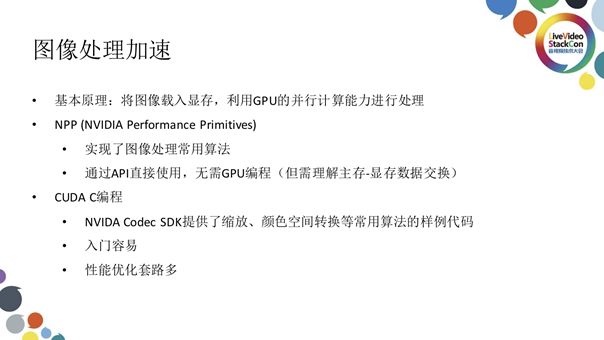 LiveVideo
StackCon
音视频技术大会
图像处理加速
• 基本原理：将图像载入显存，利用GPU的并行计算能力进行处理
• NPP (NVIDIA Performance Primitives)
• 实现了图像处理常用算法
• 通过API直接使用，无需GPU编程（但需理解主存-显存数据交换）
• CUDA C编程
• NVIDA Codec SDK提供了缩放、颜色空间转换等常用算法的样例代码
• 入门容易
• 性能优化套路多